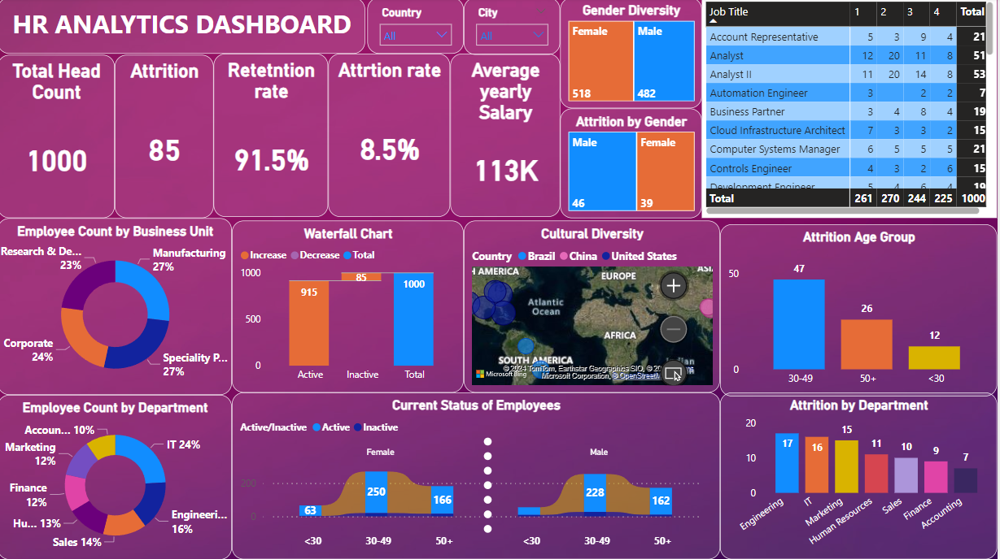 HR ANALYTICS DASHBOARD
Country
All
City
All
Total Head
Count
1000
Attrition
85
Retetntion
rate
91.5%
Attrtion rate
8.5%
Average
yearly
Salary
113K
Gender Diversity
Female
Male
518
482
Attrition by Gender
Male
Female
46
39
Job Title 1 2 3 4 Total
Account Representative 5 3 9 4 21
Analyst 12 20 11 8 51
Analyst II 11 20 14 8 53
Automation Engineer 3 2 2 7
Business Partner 3 4 8 4 19
Cloud Infrastructure Architect 7 3 3 2 15
Computer Systems Manager 6 5 5 5 21
Controls Engineer 4 3 2 6 15
Development Engineer 5 4 6 4 19
Total 261 270 244 225 1000
Employee Count by Business Unit
Research & De...
23%
Manufacturing
27%
Corporate
24%
Speciality P...
27%
Waterfall Chart
Increase Decrease Total
1000
500
0
915
85
1000
Active Inactive Total
Cultural Diversity
Country Brazil China United States
H AMERICA
EUROPE
ASI
Atlantic
Ocean
AFRICA
SOUTH AMERICA
© 2024 TomTom, Earthstar Geographics SIO, © 20
Microsoft Bing
Microsoft Corporation, © OpenStreetM
Attrition Age Group
50
0
47
26
12
30-49 50+ <30
Employee Count by Department
Accoun... 10%
IT 24%
Marketing
12%
Finance
12%
Engineeri...
16%
Hu... 13%
Sales 14%
Current Status of Employees
Active/Inactive Active Inactive
Female
Male
200
0
63
250
166
228
162
<30 30-49 50+
<30 30-49 50+
Attrition by Department
20
10
0
17
16
15
11
10
9
7
Engineering
IT
Marketing
Human Resources
Sales
Finance
Accounting